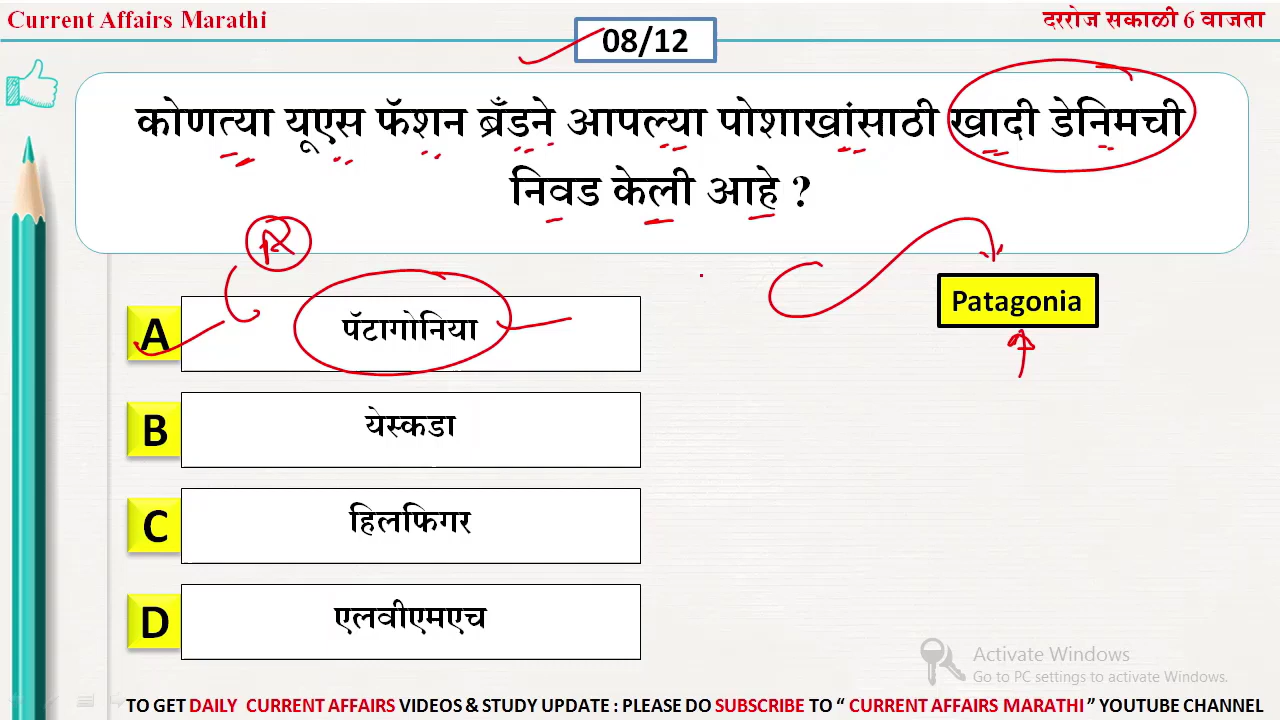 Current Affairs Marathi
दररोज सकाळी 6 वाजता
08/12
कोणत्या यूएस फॅशन ब्रँडने आपल्या पोशाखांसाठी खादी डेनिमची
निवड केली आहे ?
Patagonia
A पॅटागोनिया
B येस्कडा
C हिलफिगर
D एलवीएमएच
Activate Windows
Go to PC settings to activate Windows.
TO GET DAILY CURRENT AFFAIRS VIDEOS & STUDY UPDATE : PLEASE DO SUBSCRIBE TO “ CURRENT AFFAIRS MARATHI ” YOUTUBE CHANNEL